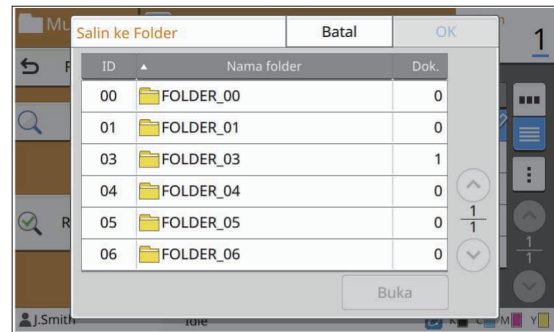 Mu
1
Salin ke Folder Batal OK
ID Nama folder Dok.
00 FOLDER_00 0
01 FOLDER_01 0
03 FOLDER_03 1
04 FOLDER_04 0
05 FOLDER_05 0
06 FOLDER_06 0
1
1
1
1
Buka
J.Smith Idle K C M Y